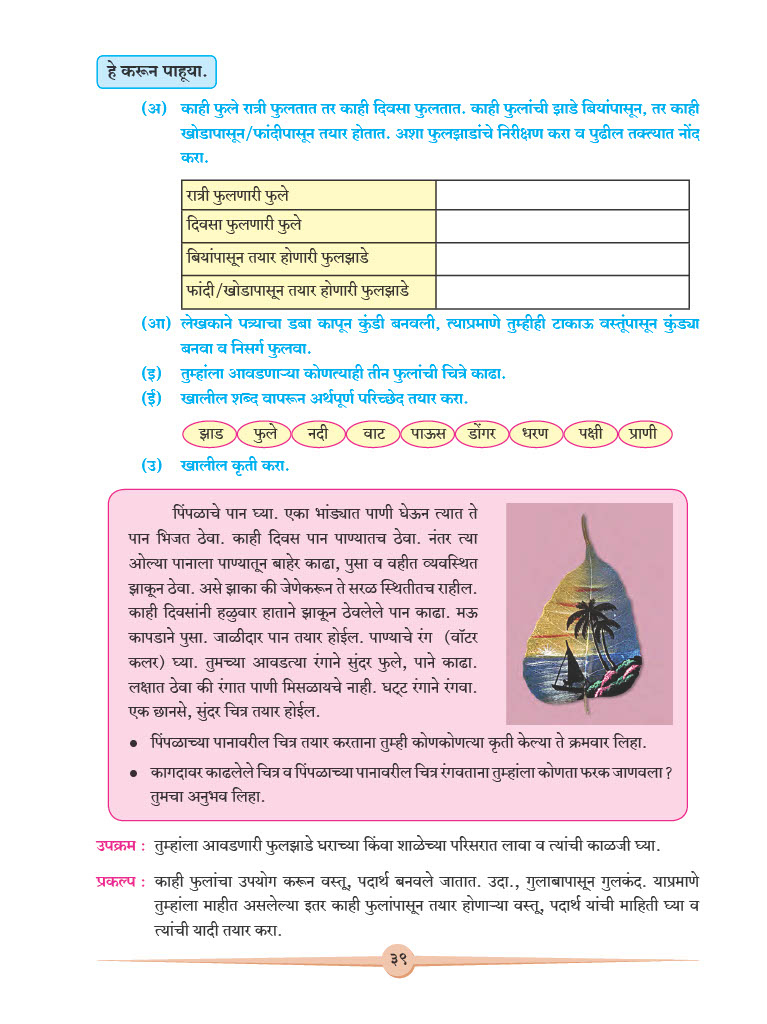 हे करून पाहूया.
(अ) काही फुले रात्री फुलतात तर काही दिवसा फुलतात. काही फुलांची झाडे बियांपासून, तर काही
खोडापासून/फांदीपासून तयार होतात. अशा फुलझाडांचे निरीक्षण करा व पुढील तक्त्यात नोंद
करा.
रात्री फुलणारी फुले
दिवसा फुलणारी फुले
बियांपासून तयार होणारी फुलझाडे
फांदी/खोडापासून तयार होणारी फुलझाडे
(आ) लेखकाने पत्र्याचा डबा कापून कुंडी बनवली, त्याप्रमाणे तुम्हीही टाकाऊ वस्तूंपासून कुंड्या
बनवा व निसर्ग फुलवा.
(इ) तुम्हांला आवडणाऱ्या कोणत्याही तीन फुलांची चित्रे काढा.
(ई) खालील शब्द वापरून अर्थपूर्ण परिच्छेद तयार करा.
झाड फुले नदी वाट पाऊस डोंगर धरण पक्षी प्राणी
(उ) खालील कृती करा.
पिंपळाचे पान घ्या. एका भांड्यात पाणी घेऊन त्यात ते
पान भिजत ठेवा. काही दिवस पान पाण्यातच ठेवा. नंतर त्या
ओल्या पानाला पाण्यातून बाहेर काढा, पुसा व वहीत व्यवस्थित
झाकून ठेवा. असे झाका की जेणेकरून ते सरळ स्थितीतच राहील.
काही दिवसांनी हळुवार हाताने झाकून ठेवलेले पान काढा. मऊ
कापडाने पुसा. जाळीदार पान तयार होईल. पाण्याचे रंग (वॉटर
कलर) घ्या. तुमच्या आवडत्या रंगाने सुंदर फुले, पाने काढा.
लक्षात ठेवा की रंगात पाणी मिसळायचे नाही. घट्ट रंगाने रंगवा.
एक छानसे, सुंदर चित्र तयार होईल.
● पिंपळाच्या पानावरील चित्र तयार करताना तुम्ही कोणकोणत्या कृती केल्या ते क्रमवार लिहा.
● कागदावर काढलेले चित्र व पिंपळाच्या पानावरील चित्र रंगवताना तुम्हांला कोणता फरक जाणवला ?
तुमचा अनुभव लिहा.
उपक्रम : तुम्हांला आवडणारी फुलझाडे घराच्या किंवा शाळेच्या परिसरात लावा व त्यांची काळजी घ्या.
प्रकल्प : काही फुलांचा उपयोग करून वस्तू, पदार्थ बनवले जातात. उदा., गुलाबापासून गुलकंद. याप्रमाणे
तुम्हांला माहीत असलेल्या इतर काही फुलांपासून तयार होणाऱ्या वस्तू, पदार्थ यांची माहिती घ्या व
त्यांची यादी तयार करा.
३९